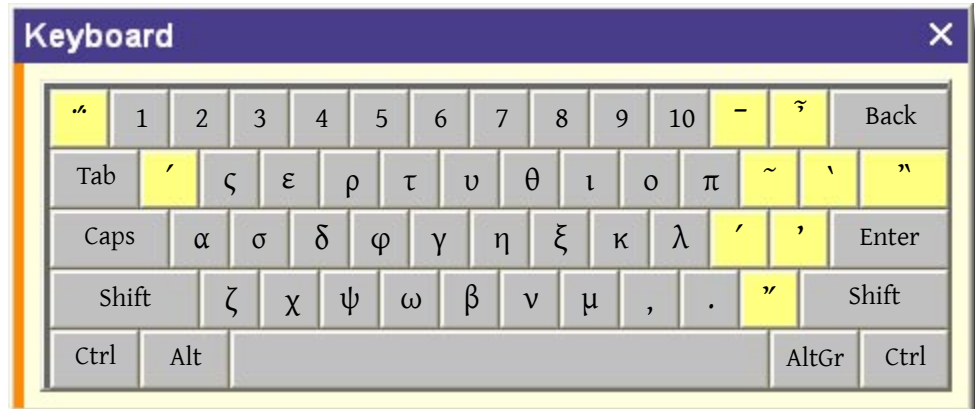 Keyboard ×
΅ 1 2 3 4 5 6 7 8 9 10 - ῏ Back
Tab ´ ς ε ρ τ υ θ ι ο π ~ ` ῍
Caps α σ δ φ γ η ξ κ λ ´ ᾿ Enter
Shift ζ χ ψ ω β ν μ , . ῎ Shift
Ctrl Alt AltGr Ctrl